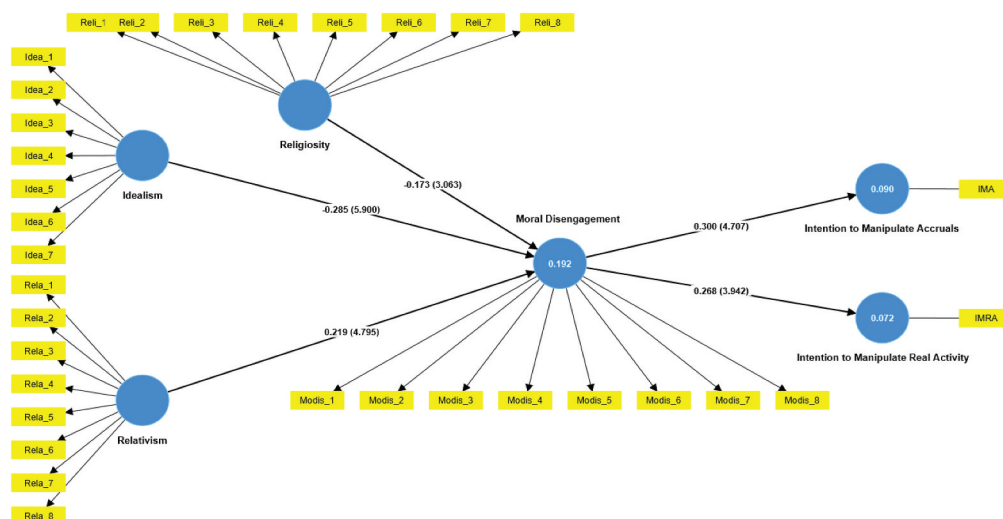 Reli_1
Reli_2
Reli_3
Reli_4
Reli_5
Reli_6
Reli_7
Reli_8
Idea_1
Idea_2
Idea_3
Idea_4
Idea_5
Idea_6
Idea_7
Religiosity
Idealism
-0.173 (3.063)
-0.285 (5.900)
Moral Disengagement
0.192
0.300 (4.707)
0.090
IMA
Intention to Manipulate Accruals
0.268 (3.942)
0.072
IMRA
Intention to Manipulate Real Activity
Rela_1
Rela_2
Rela_3
Rela_4
Rela_5
Rela_6
Rela_7
Rela_8
0.219 (4.795)
Relativism
Modis_1
Modis_2
Modis_3
Modis_4
Modis_5
Modis_6
Modis_7
Modis_8